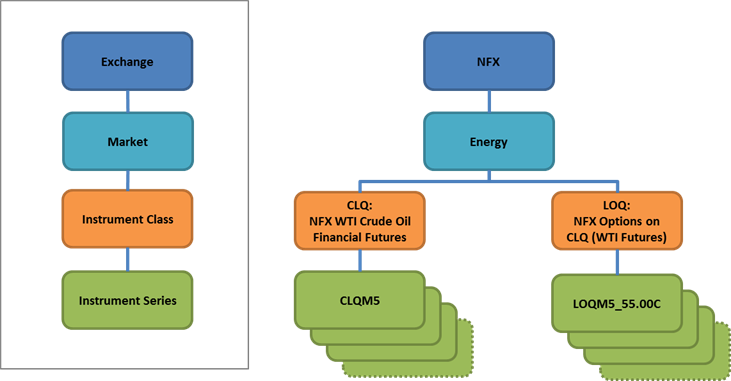 Exchange
Market
Instrument Class
Instrument Series
NFX
Energy
CLQ:
NFX WTI Crude Oil
Financial Futures
LOQ:
NFX Options on
CLQ (WTI Futures)
CLQM5
LOQM5_55.00C